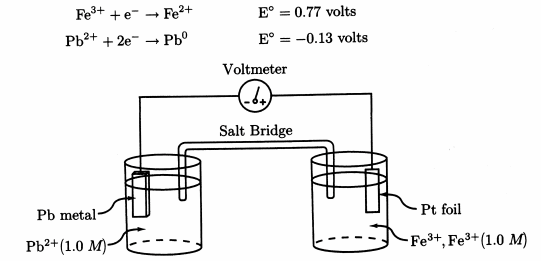 Fe³⁺ + e⁻ → Fe²⁺ E° = 0.77 volts
Pb²⁺ + 2e⁻ → Pb⁰ E° = −0.13 volts
Voltmeter
- +
Salt Bridge
Pb metal
Pt foil
Pb²⁺(1.0 M)
Fe³⁺, Fe³⁺(1.0 M)